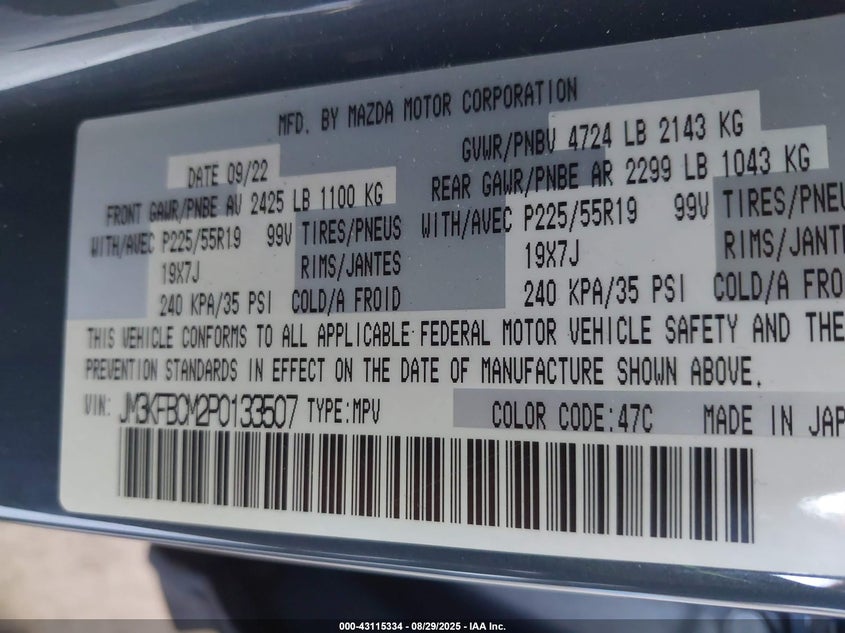 MFD. BY MAZDA MOTOR CORPORATION
DATE 09/22 GVWR/PNBV 4724 LB 2143 KG
FRONT GAWR/PNBE AV 2425 LB 1100 KG REAR GAWR/PNBE AR 2299 LB 1043 KG
WITH/AVEC P225/55R19 99V TIRES/PNEUS WITH/AVEC P225/55R19 99V TIRES/PNEU
19X7J RIMS/JANTES 19X7J RIMS/JANTE
240 KPA/35 PSI COLD/A FROID 240 KPA/35 PSI COLD/A FRO
THIS VEHICLE CONFORMS TO ALL APPLICABLE FEDERAL MOTOR VEHICLE SAFETY AND THE
PREVENTION STANDARDS IN EFFECT ON THE DATE OF MANUFACTURE SHOWN ABOVE.
VIN: JM3KFBCM2P0133507 TYPE:MPV COLOR CODE:47C MADE IN JAP
000-43115334 - 08/29/2025 - IAA Inc.